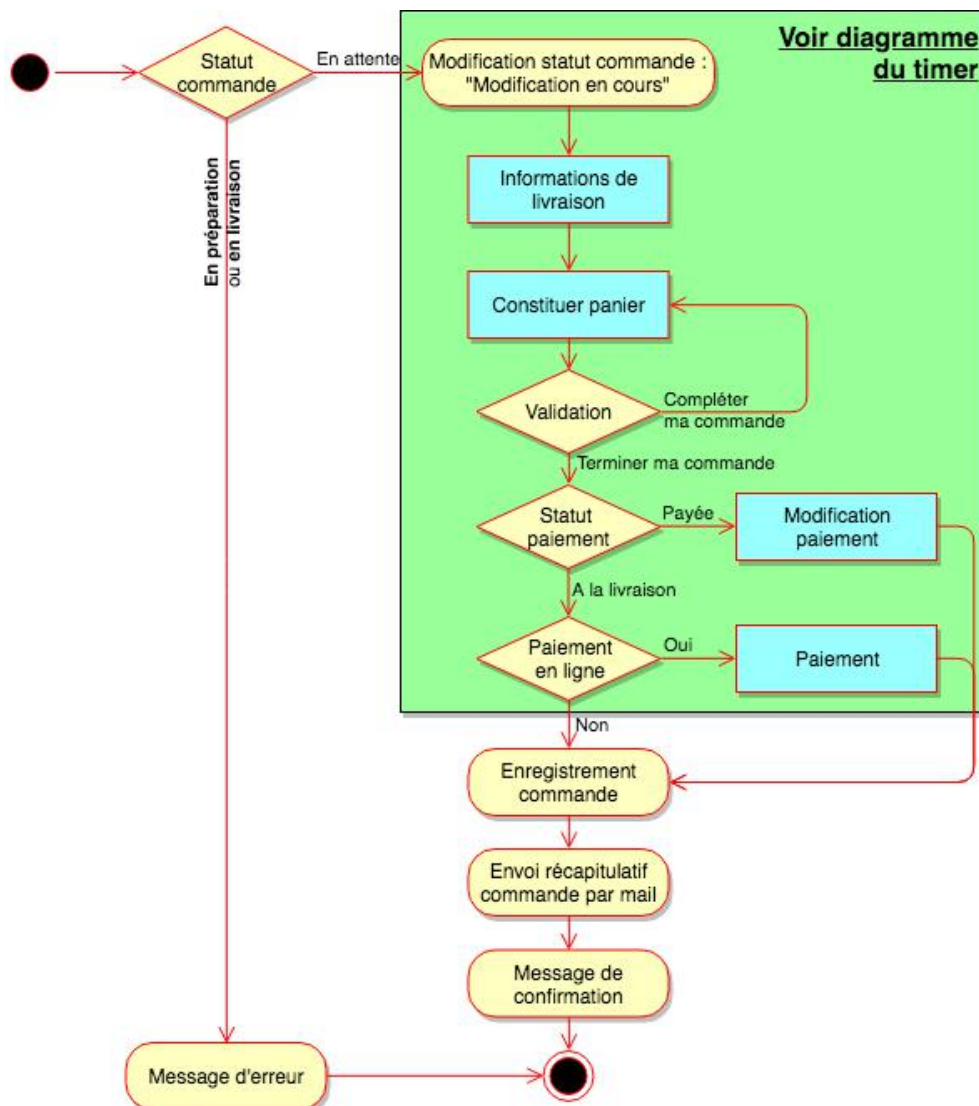 Voir diagramme
du timer
Statut
commande
En attente
Modification statut commande :
"Modification en cours"
En préparation
ou en livraison
Informations de
livraison
Constituer panier
Validation
Compléter
ma commande
Terminer ma commande
Statut
paiement
Payée
Modification
paiement
A la livraison
Paiement
en ligne
Oui
Paiement
Non
Enregistrement
commande
Envoi récapitulatif
commande par mail
Message de
confirmation
Message d'erreur